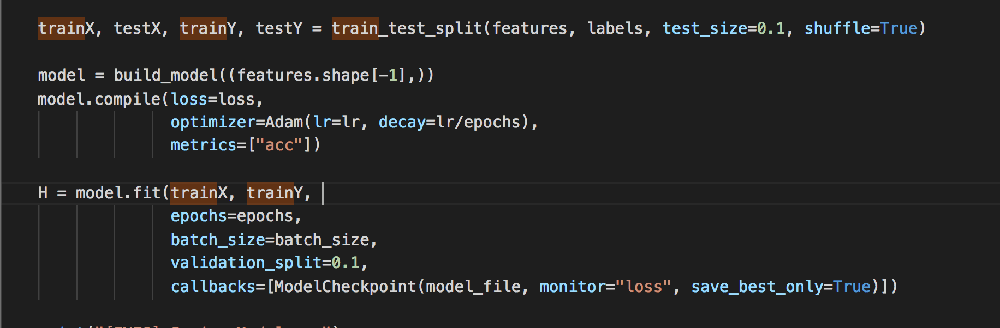 trainX, testX, trainY, testY = train_test_split(features, labels, test_size=0.1, shuffle=True)
model = build_model((features.shape[-1],))
model.compile(loss=loss,
optimizer=Adam(lr=lr, decay=lr/epochs),
metrics=["acc"])
H = model.fit(trainX, trainY,
epochs=epochs,
batch_size=batch_size,
validation_split=0.1,
callbacks=[ModelCheckpoint(model_file, monitor="loss", save_best_only=True)])